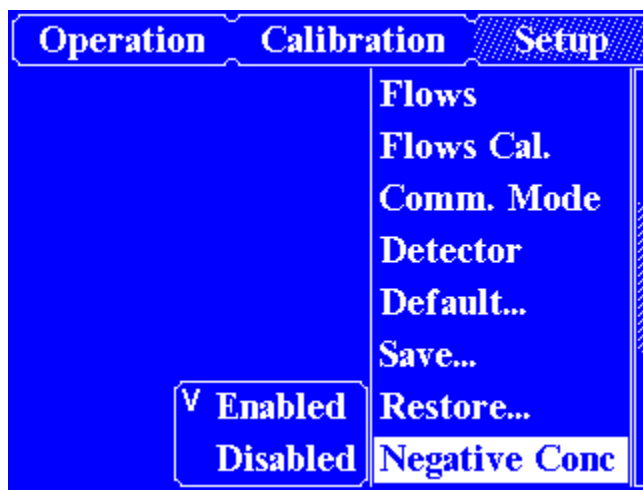 Operation Calibration Setup
Flows
Flows Cal.
Comm. Mode
Detector
Default...
Save...
Restore...
Negative Conc
V Enabled
Disabled